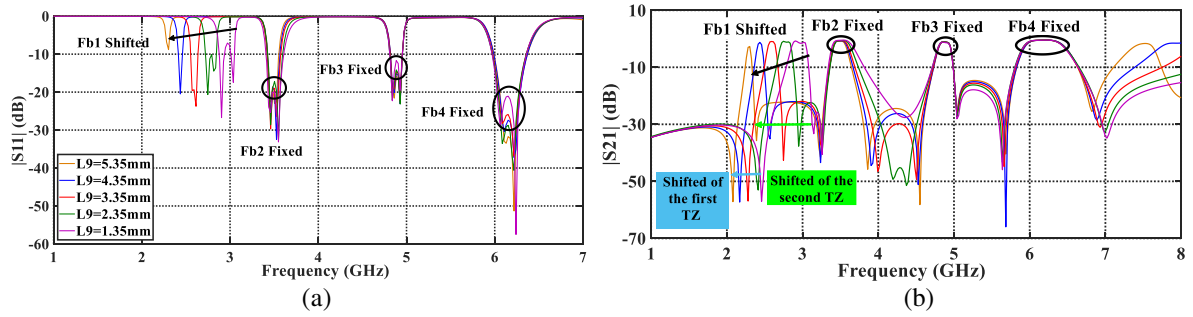 0
-10
-20
-30
-40
-50
-60
|S11| (dB)
Fb1 Shifted
Fb2 Fixed
Fb3 Fixed
Fb4 Fixed
L9=5.35mm
L9=4.35mm
L9=3.35mm
L9=2.35mm
L9=1.35mm
1 2 3 4 5 6 7
Frequency (GHz)
(a)
10
-10
-30
-50
-70
|S21| (dB)
Fb1 Shifted
Fb2 Fixed
Fb3 Fixed
Fb4 Fixed
Shifted of
the first
TZ
Shifted of the
second TZ
1 2 3 4 5 6 7 8
Frequency (GHz)
(b)